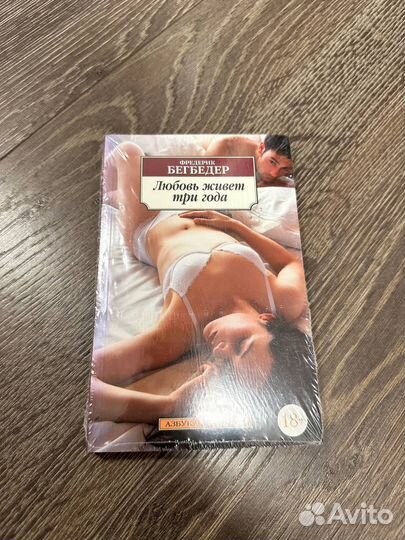 ФРЕДЕРИК
БЕГБЕДЕР
Любовь живет
три года
18+
Avito